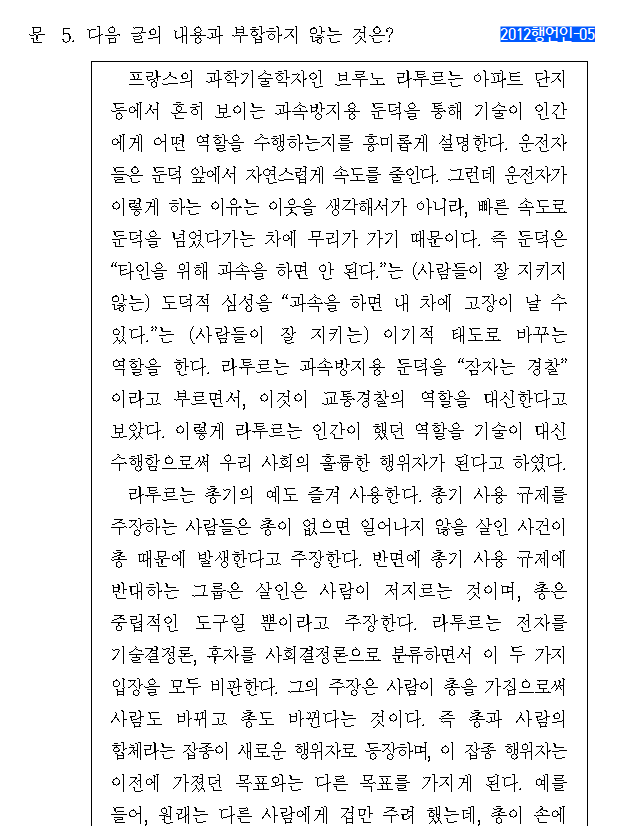 문 5. 다음 글의 내용과 부합하지 않는 것은?
2012행언인-05
프랑스의 과학기술학자인 브루노 라투르는 아파트 단지
등에서 흔히 보이는 과속방지용 둔덕을 통해 기술이 인간
에게 어떤 역할을 수행하는지를 흥미롭게 설명한다. 운전자
들은 둔덕 앞에서 자연스럽게 속도를 줄인다. 그런데 운전자가
이렇게 하는 이유는 이웃을 생각해서가 아니라, 빠른 속도로
둔덕을 넘었다가는 차에 무리가 가기 때문이다. 즉 둔덕은
“타인을 위해 과속을 하면 안 된다.”는 (사람들이 잘 지키지
않는) 도덕적 심성을 “과속을 하면 내 차에 고장이 날 수
있다.”는 (사람들이 잘 지키는) 이기적 태도로 바꾸는
역할을 한다. 라투르는 과속방지용 둔덕을 “잠자는 경찰”
이라고 부르면서, 이것이 교통경찰의 역할을 대신한다고
보았다. 이렇게 라투르는 인간이 했던 역할을 기술이 대신
수행함으로써 우리 사회의 훌륭한 행위자가 된다고 하였다.
라투르는 총기의 예도 즐겨 사용한다. 총기 사용 규제를
주장하는 사람들은 총이 없으면 일어나지 않을 살인 사건이
총 때문에 발생한다고 주장한다. 반면에 총기 사용 규제에
반대하는 그룹은 살인은 사람이 저지르는 것이며, 총은
중립적인 도구일 뿐이라고 주장한다. 라투르는 전자를
기술결정론, 후자를 사회결정론으로 분류하면서 이 두 가지
입장을 모두 비판한다. 그의 주장은 사람이 총을 가짐으로써
사람도 바뀌고 총도 바뀐다는 것이다. 즉 총과 사람의
합체라는 잡종이 새로운 행위자로 등장하며, 이 잡종 행위자는
이전에 가졌던 목표와는 다른 목표를 가지게 된다. 예를
들어, 원래는 다른 사람에게 겁만 주려 했는데, 총이 손에